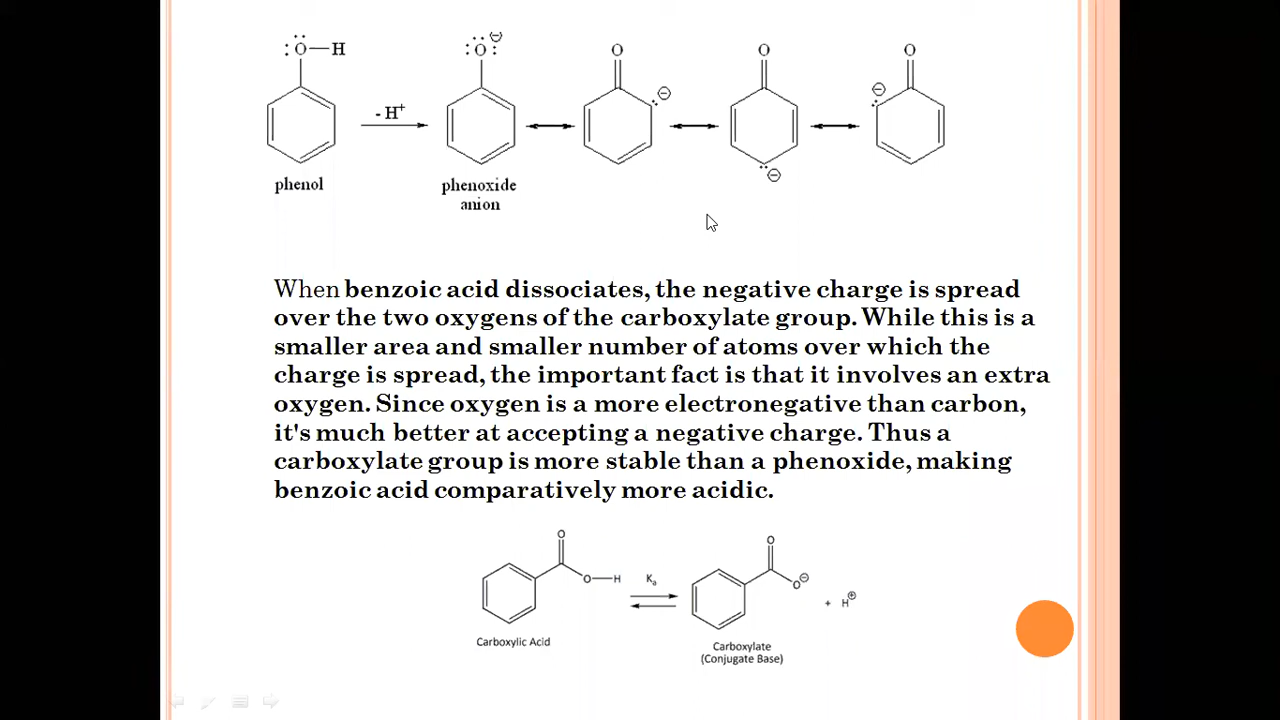 :Ö—H
:Ö:⊖
O
O
O
- H⁺
⊖
⊖
⊖
phenol
phenoxide
anion
When benzoic acid dissociates, the negative charge is spread
over the two oxygens of the carboxylate group. While this is a
smaller area and smaller number of atoms over which the
charge is spread, the important fact is that it involves an extra
oxygen. Since oxygen is a more electronegative than carbon,
it's much better at accepting a negative charge. Thus a
carboxylate group is more stable than a phenoxide, making
benzoic acid comparatively more acidic.
O
O—H
Kₐ
O
O⊖
+ H⊕
Carboxylic Acid
Carboxylate
(Conjugate Base)